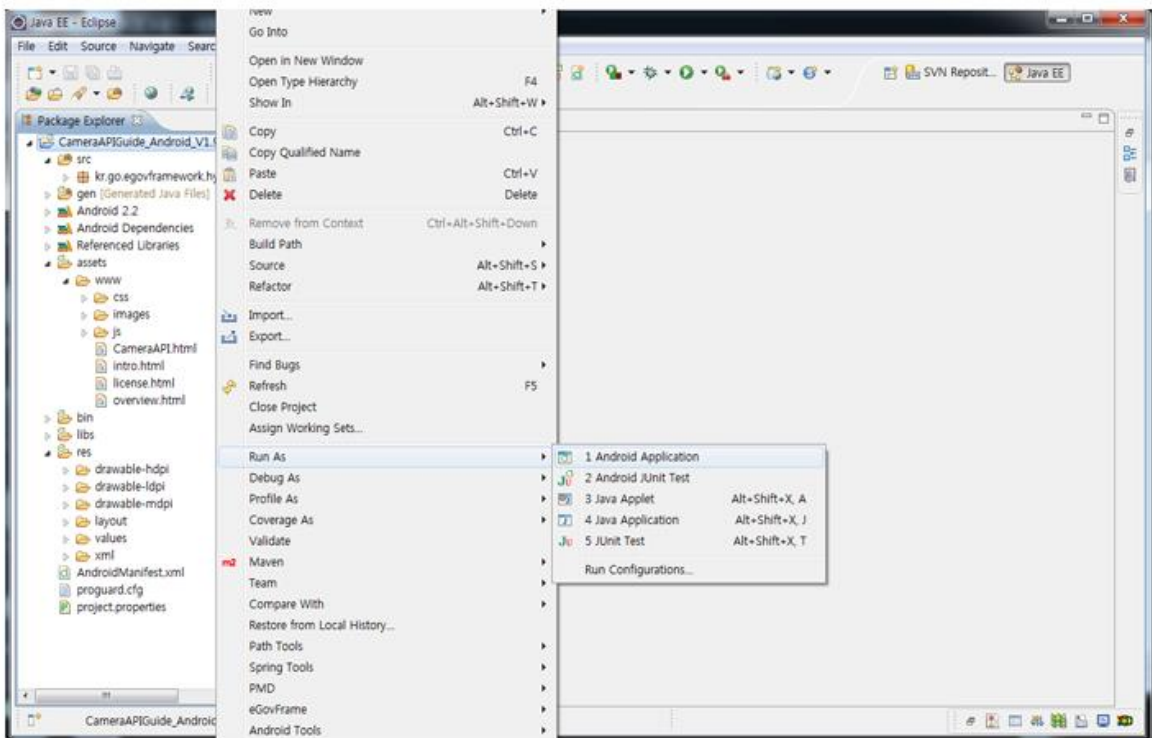 Java EE - Eclipse
File Edit Source Navigate Searc
SVN Reposit... Java EE
Package Explorer
CameraAPIGuide_Android_V1.
src
kr.go.egovframework.hy
gen [Generated Java Files]
Android 2.2
Android Dependencies
Referenced Libraries
assets
www
css
images
js
CameraAPI.html
intro.html
license.html
overview.html
bin
libs
res
drawable-hdpi
drawable-ldpi
drawable-mdpi
layout
values
xml
AndroidManifest.xml
proguard.cfg
project.properties
CameraAPIGuide_Android
New
Go Into
Open in New Window
Open Type Hierarchy F4
Show In Alt+Shift+W
Copy Ctrl+C
Copy Qualified Name
Paste Ctrl+V
Delete Delete
Remove from Context Ctrl+Alt+Shift+Down
Build Path
Source Alt+Shift+S
Refactor Alt+Shift+T
Import...
Export...
Find Bugs
Refresh F5
Close Project
Assign Working Sets...
Run As
Debug As
Profile As
Coverage As
Validate
m2 Maven
Team
Compare With
Restore from Local History...
Path Tools
Spring Tools
PMD
eGovFrame
Android Tools
1 Android Application
2 Android JUnit Test
3 Java Applet Alt+Shift+X, A
4 Java Application Alt+Shift+X, J
5 JUnit Test Alt+Shift+X, T
Run Configurations...